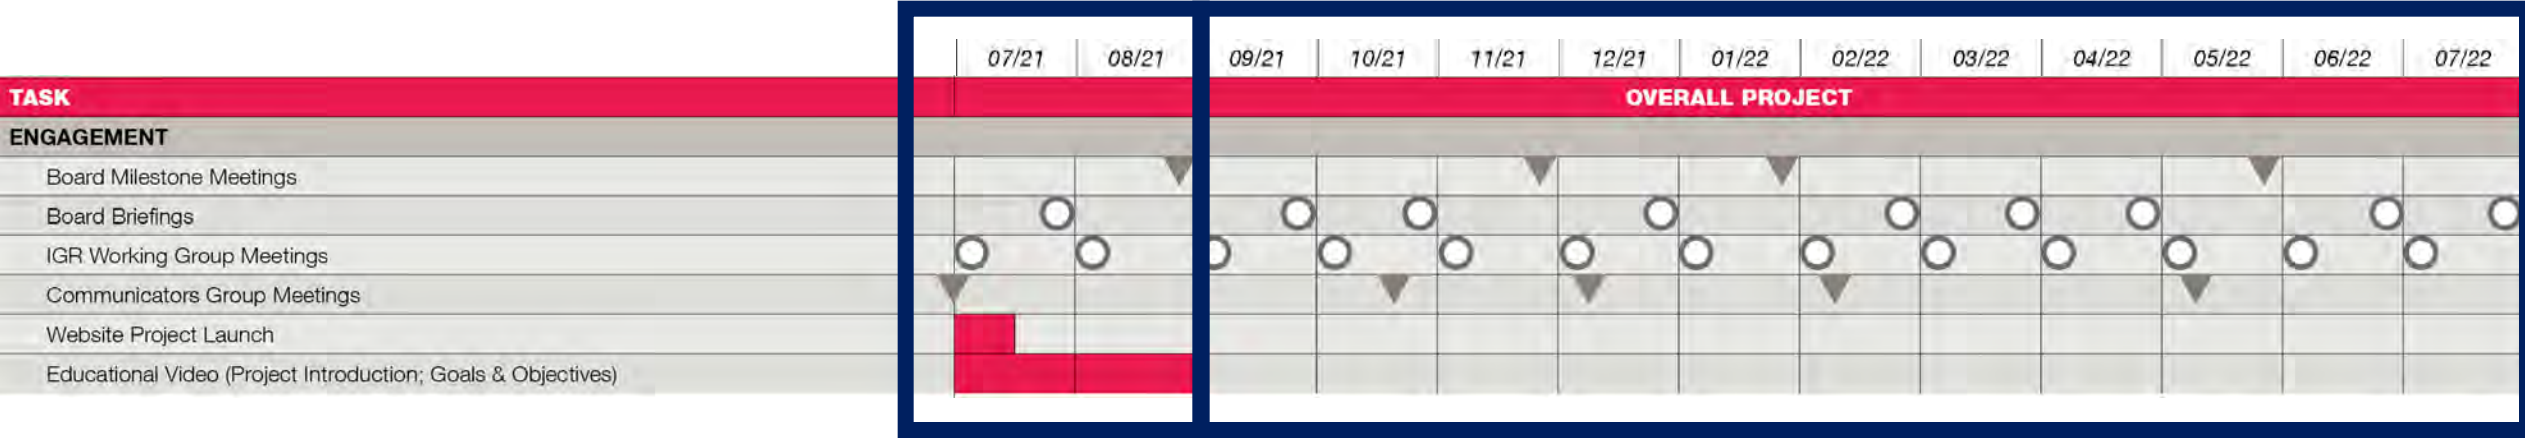 07/21 08/21 09/21 10/21 11/21 12/21 01/22 02/22 03/22 04/22 05/22 06/22 07/22
TASK OVERALL PROJECT
ENGAGEMENT
Board Milestone Meetings
Board Briefings
IGR Working Group Meetings
Communicators Group Meetings
Website Project Launch
Educational Video (Project Introduction; Goals & Objectives)